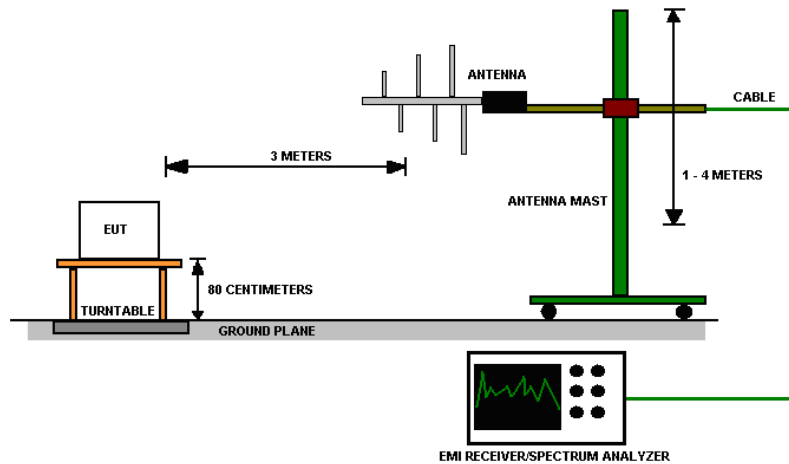 ANTENNA
CABLE
3 METERS
1 - 4 METERS
ANTENNA MAST
EUT
80 CENTIMETERS
TURNTABLE
GROUND PLANE
EMI RECEIVER/SPECTRUM ANALYZER